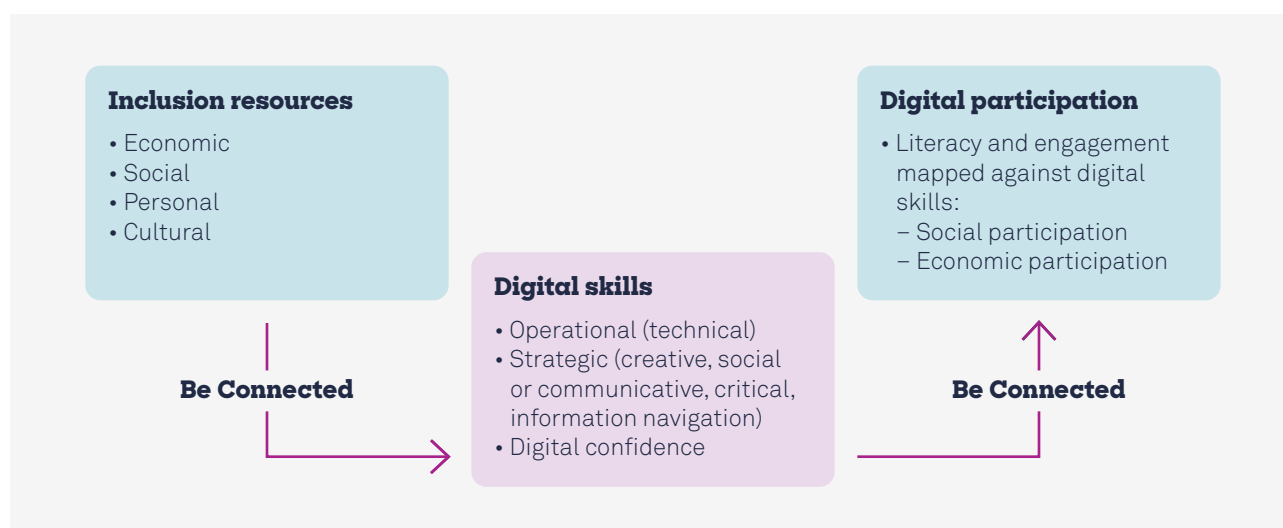 Inclusion resources
• Economic
• Social
• Personal
• Cultural
Be Connected
Digital skills
• Operational (technical)
• Strategic (creative, social
or communicative, critical,
information navigation)
• Digital confidence
Digital participation
• Literacy and engagement
mapped against digital
skills:
– Social participation
– Economic participation
Be Connected